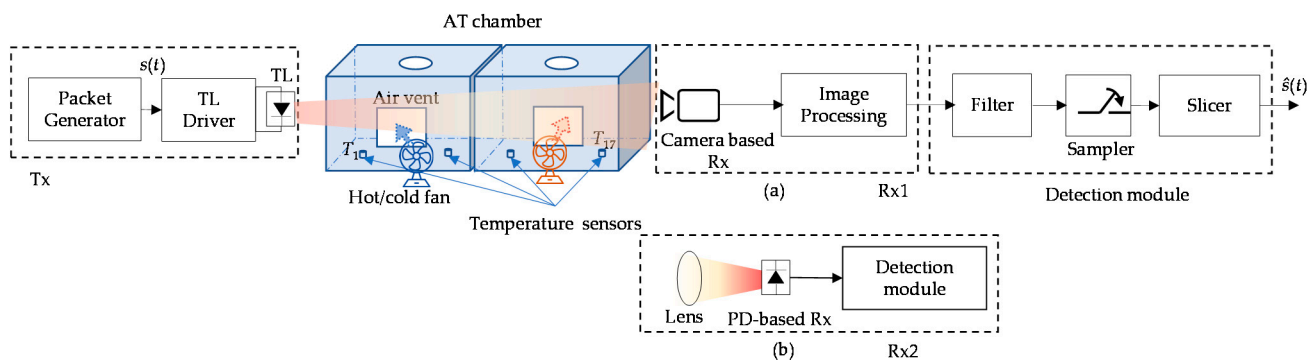 AT chamber
s(t)
TL
Packet
Generator
TL
Driver
Tx
Air vent
T1
T17
Hot/cold fan
Temperature sensors
Camera based
Rx
Image
Processing
(a)
Rx1
Filter
Sampler
Slicer
ŝ(t)
Detection module
Lens
PD-based Rx
Detection
module
(b)
Rx2